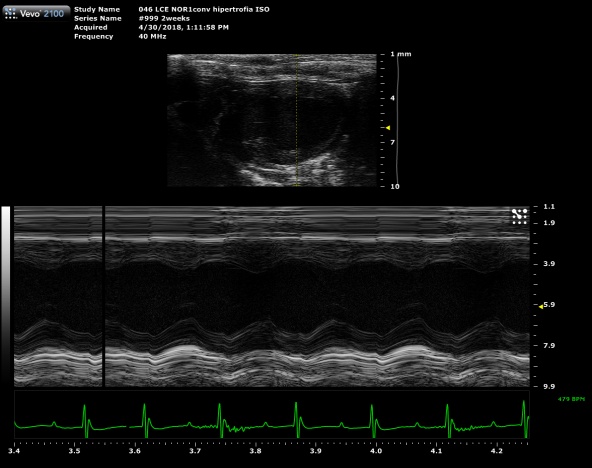 Vevo 2100
Study Name 046 LCE NOR1conv hipertrofia ISO
Series Name #999 2weeks
Acquired 4/30/2018, 1:11:58 PM
Frequency 40 MHz
1 mm
4
7
10
1.1
1.9
3.9
5.9
7.9
9.9
479 BPM
3.4 3.5 3.6 3.7 3.8 3.9 4.0 4.1 4.2